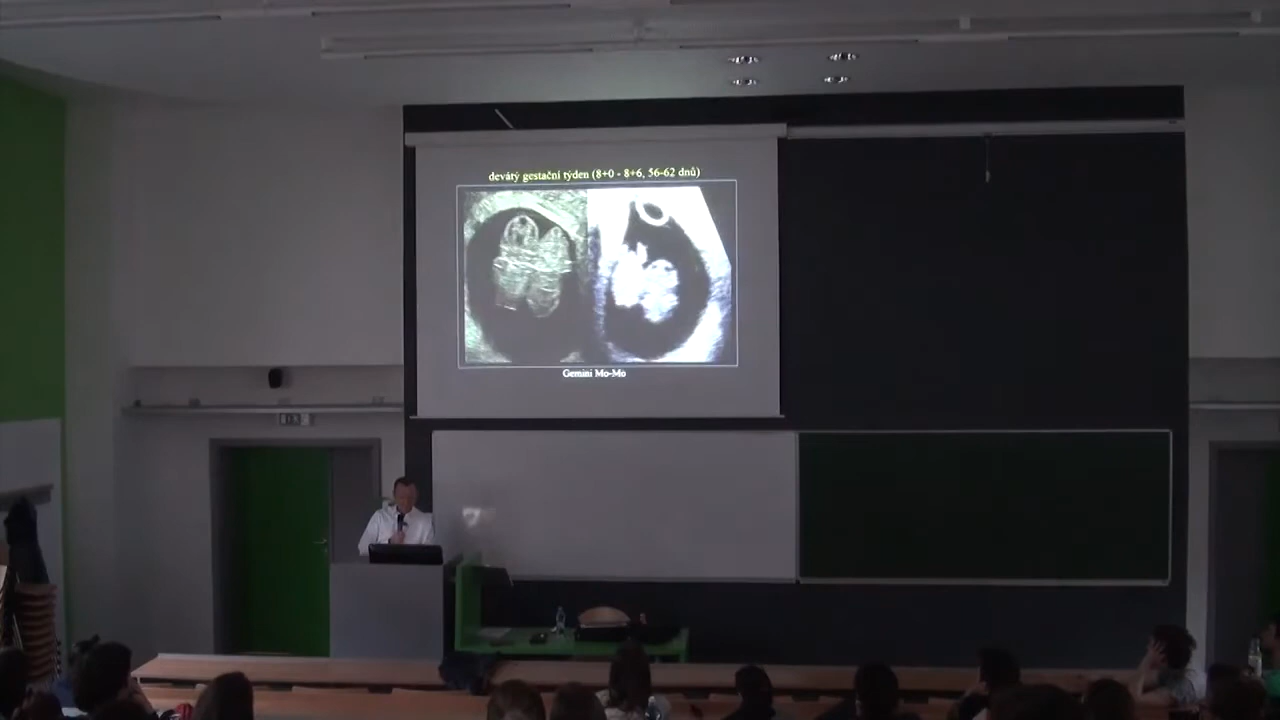 devátý gestační týden (8+0 - 8+6, 56-62 dnů)
Gemini Mo-Mo